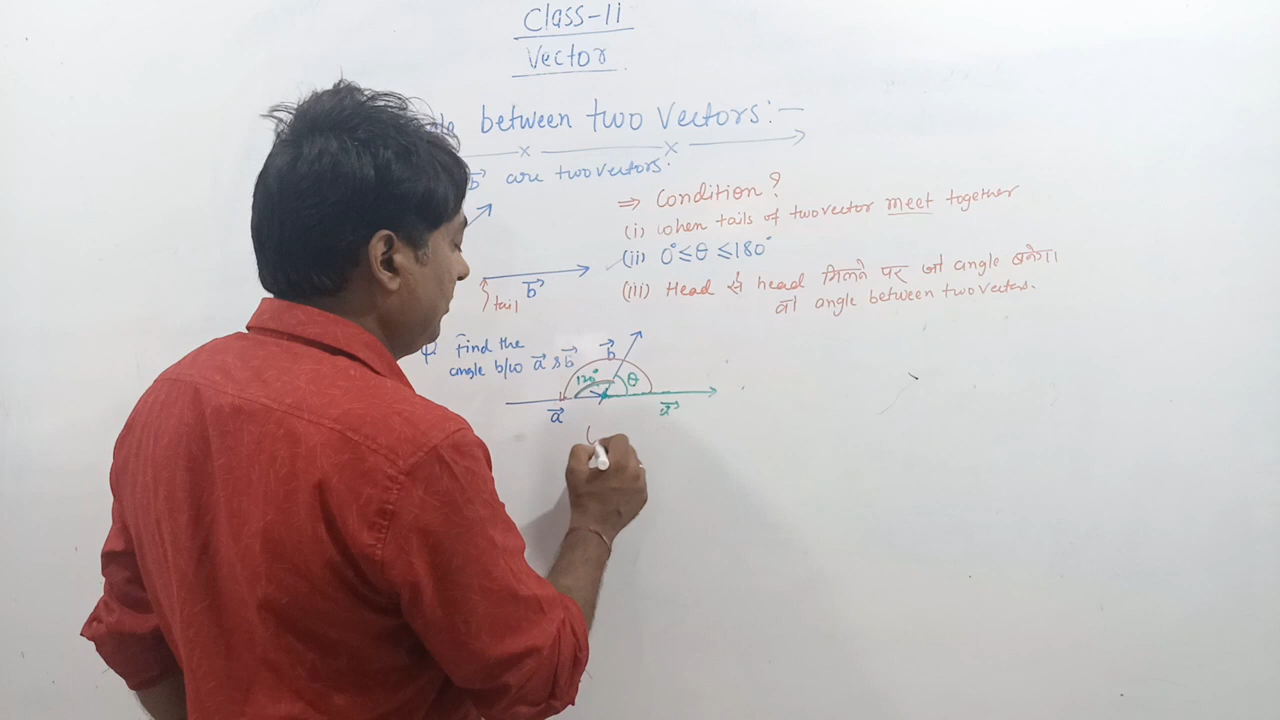 Class-11
Vector
between two Vectors:-
b are two vectors.
⇒ Condition?
(i) when tails of two vector meet together
(ii) 0° ≤ θ ≤ 180°
(iii) Head से head मिलने पर जो angle बनेगा।
वो angle between two vectors.
b
tail
Q. Find the
angle b/w a & b
b
120°
θ
a
a